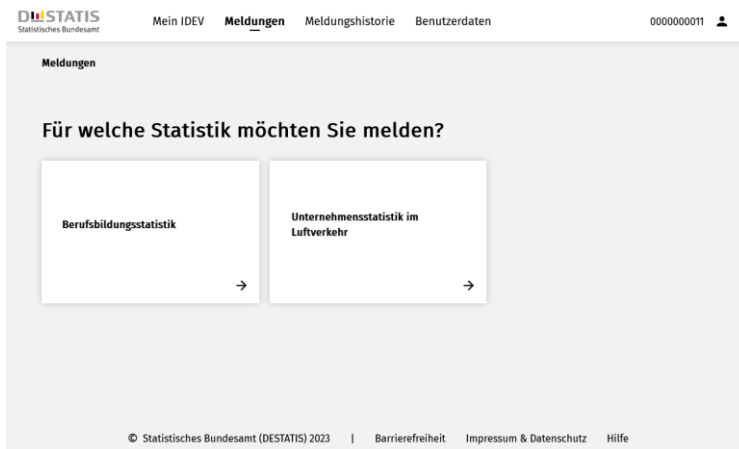 DESTATIS
Statistisches Bundesamt
Mein IDEV Meldungen Meldungshistorie Benutzerdaten 0000000011
Meldungen
Für welche Statistik möchten Sie melden?
Berufsbildungsstatistik
Unternehmensstatistik im
Luftverkehr
© Statistisches Bundesamt (DESTATIS) 2023 | Barrierefreiheit Impressum & Datenschutz Hilfe